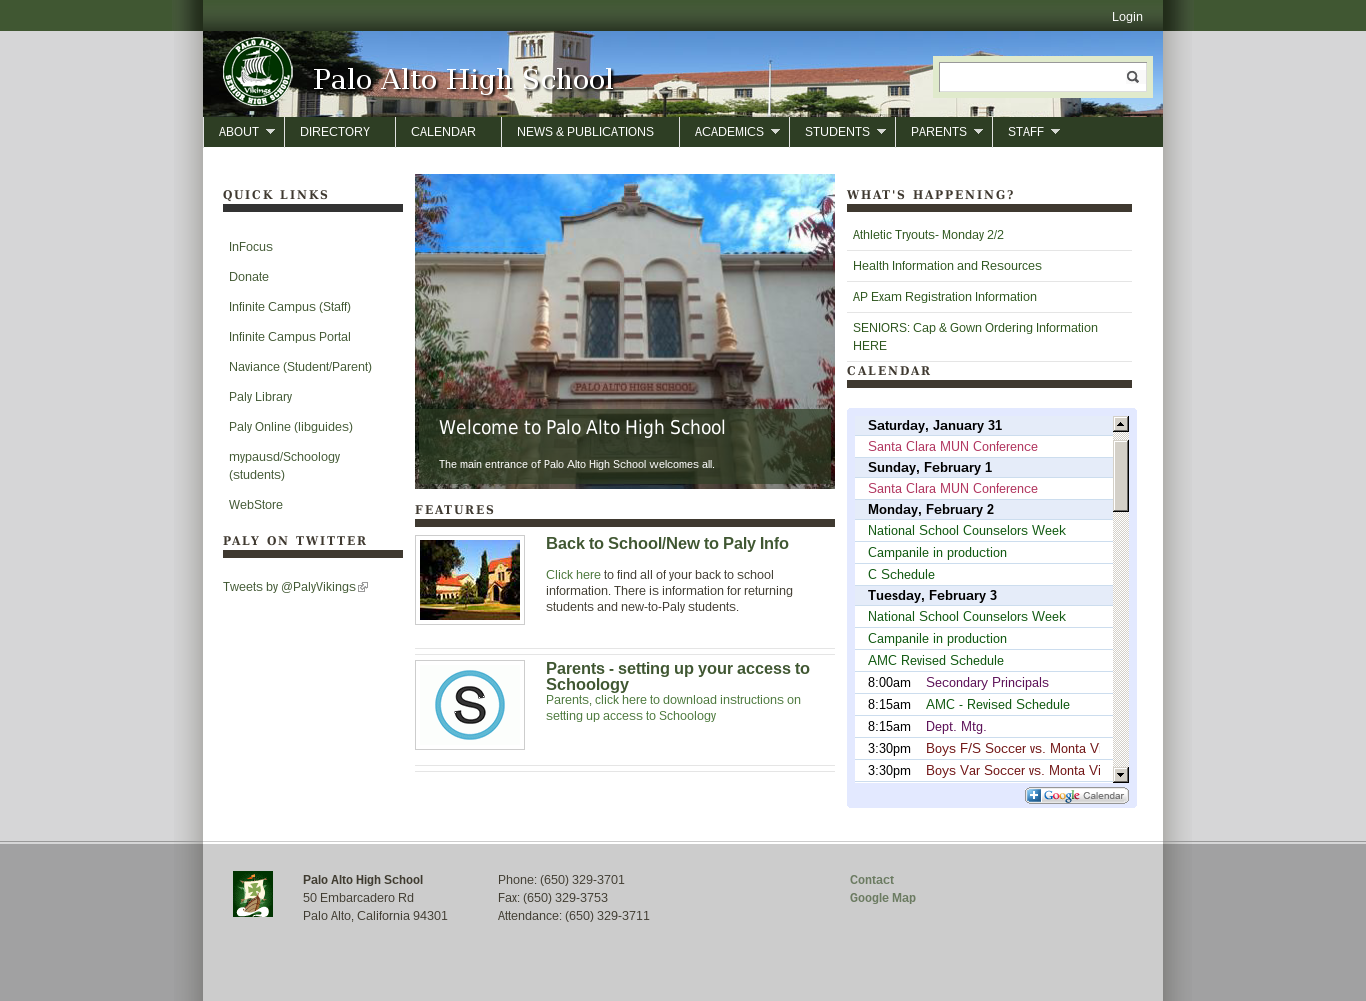 Login
PALO ALTO
Vikings
SENIOR HIGH SCHOOL
Palo Alto High School
ABOUT
DIRECTORY
CALENDAR
NEWS & PUBLICATIONS
ACADEMICS
STUDENTS
PARENTS
STAFF
QUICK LINKS
InFocus
Donate
Infinite Campus (Staff)
Infinite Campus Portal
Naviance (Student/Parent)
Paly Library
Paly Online (libguides)
mypausd/Schoology
(students)
WebStore
PALY ON TWITTER
Tweets by @PalyVikings
PALO ALTO HIGH SCHOOL
Welcome to Palo Alto High School
The main entrance of Palo Alto High School welcomes all.
FEATURES
Back to School/New to Paly Info
Click here to find all of your back to school
information. There is information for returning
students and new-to-Paly students.
S
Parents - setting up your access to
Schoology
Parents, click here to download instructions on
setting up access to Schoology
WHAT'S HAPPENING?
Athletic Tryouts- Monday 2/2
Health Information and Resources
AP Exam Registration Information
SENIORS: Cap & Gown Ordering Information
HERE
CALENDAR
Saturday, January 31
Santa Clara MUN Conference
Sunday, February 1
Santa Clara MUN Conference
Monday, February 2
National School Counselors Week
Campanile in production
C Schedule
Tuesday, February 3
National School Counselors Week
Campanile in production
AMC Revised Schedule
8:00am Secondary Principals
8:15am AMC - Revised Schedule
8:15am Dept. Mtg.
3:30pm Boys F/S Soccer vs. Monta V
3:30pm Boys Var Soccer vs. Monta Vi
Google Calendar
Palo Alto High School
50 Embarcadero Rd
Palo Alto, California 94301
Phone: (650) 329-3701
Fax: (650) 329-3753
Attendance: (650) 329-3711
Contact
Google Map